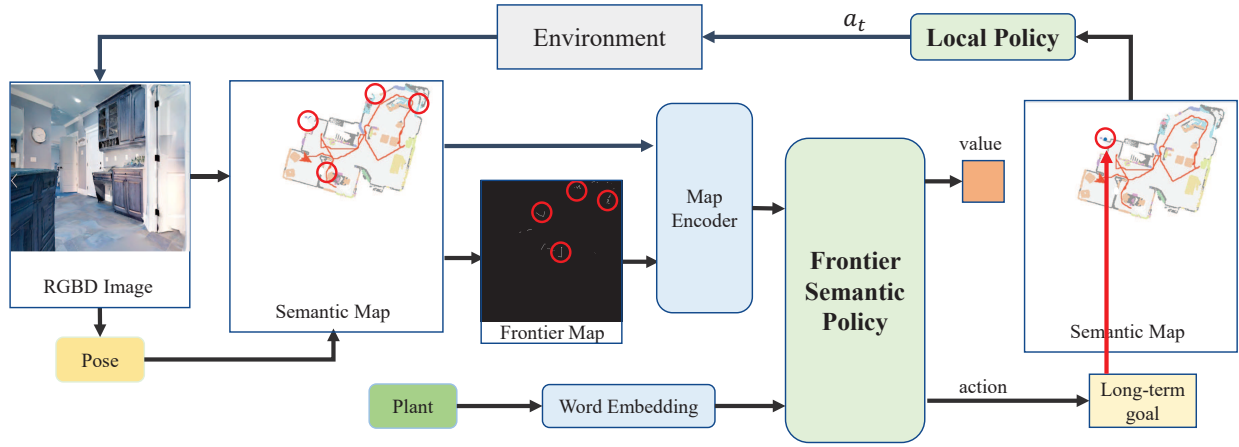 Environment
a_t
Local Policy
RGBD Image
Semantic Map
Frontier Map
Map
Encoder
Frontier
Semantic
Policy
value
Semantic Map
Pose
Plant
Word Embedding
action
Long-term
goal